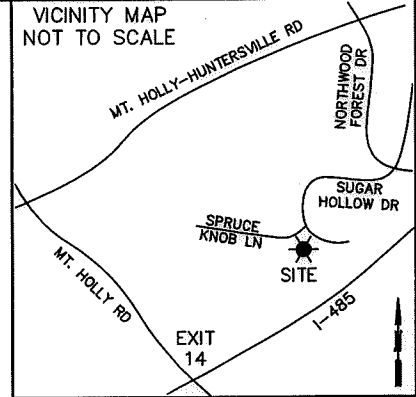 VICINITY MAP
NOT TO SCALE
MT. HOLLY-HUNTERSVILLE RD
NORTHWOOD
FOREST DR
SUGAR
HOLLOW DR
SPRUCE
KNOB LN
SITE
MT. HOLLY RD
I-485
EXIT
14